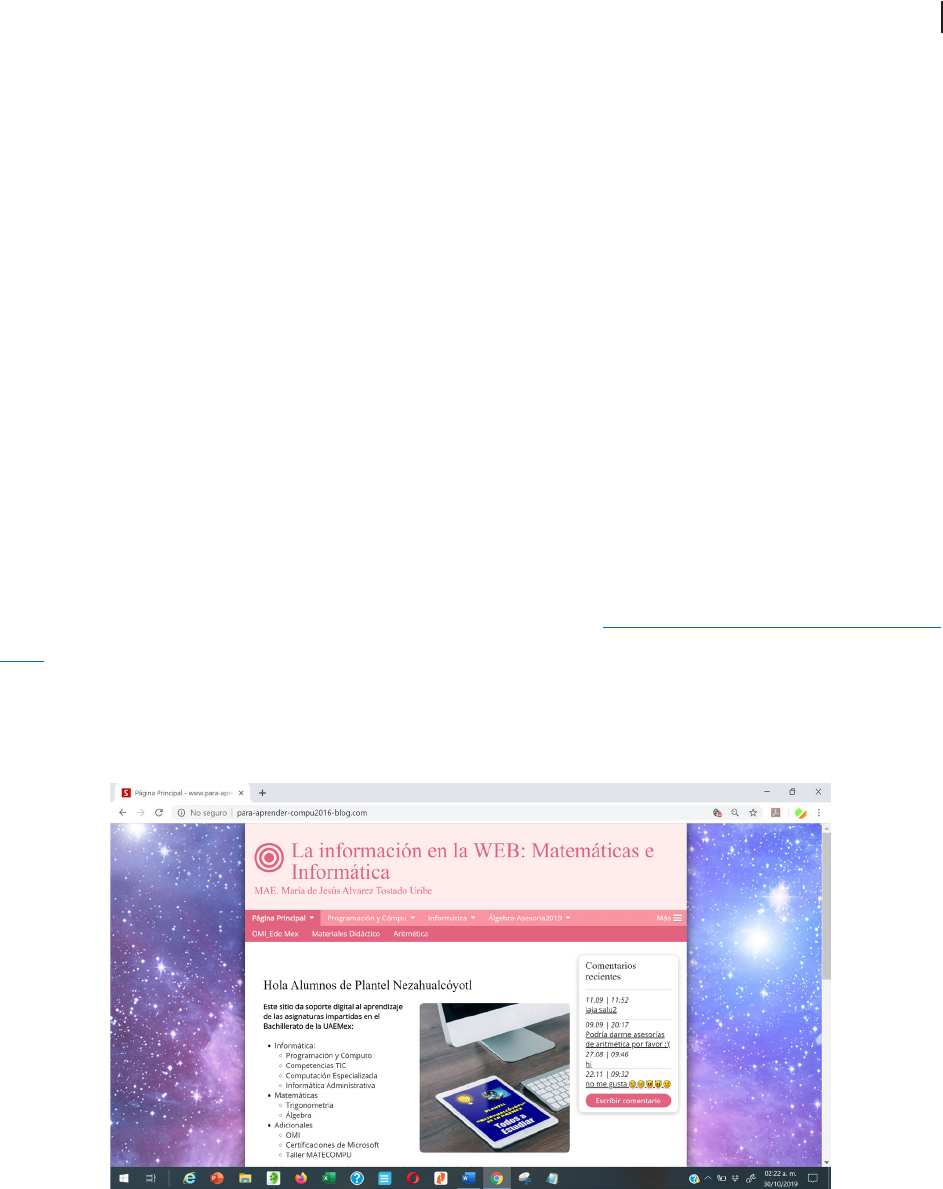 Página Principal - www.para-apre
No seguro | para-aprender-compu2016-blog.com
La información en la WEB: Matemáticas e
Informática
MAE. María de Jesús Alvarez Tostado Uribe
Página Principal
Programación y Cómpu
Informática
Álgebra-Asesoria2019
Más
OMI_Edo Mex
Materiales Didáctico
Aritmética
Hola Alumnos de Plantel Nezahualcóyotl
Este sitio da soporte digital al aprendizaje
de las asignaturas impartidas en el
Bachillerato de la UAEMex:
Informática:
Programación y Cómputo
Competencias TIC
Computación Especializada
Informática Administrativa
Matemáticas
Trigonometria
Álgebra
Adicionales
OMI
Certificaciones de Microsoft
Taller MATECOMPU
PLANTEL
Todos a
Estudiar
Comentarios
recientes
11.09 | 11:52
jaja salu2
09.09 | 20:17
Podría darme asesorías
de aritmética por favor :'(
27.08 | 09:46
hi
22.11 | 09:32
no me gusta
Escribir comentario
02:22 a. m.
30/10/2019